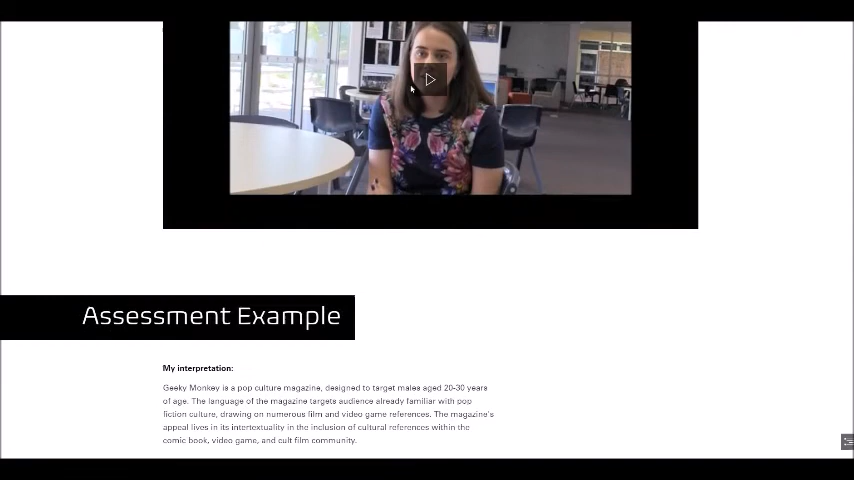 Assessment Example
My interpretation:
Geeky Monkey is a pop culture magazine, designed to target males aged 20-30 years
of age. The language of the magazine targets audience already familiar with pop
fiction culture, drawing on numerous film and video game references. The magazine's
appeal lives in its intertextuality in the inclusion of cultural references within the
comic book, video game, and cult film community.